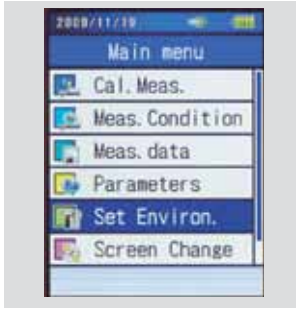 2009/11/19
Main menu
Cal.Meas.
Meas.Condition
Meas.data
Parameters
Set Environ.
Screen Change